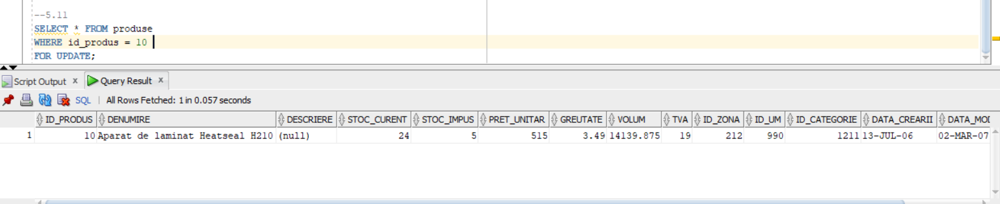 --5.11
SELECT * FROM produse
WHERE id_produs = 10
FOR UPDATE;
Script Output x Query Result x
SQL | All Rows Fetched: 1 in 0.057 seconds
ID_PRODUS DENUMIRE DESCRIERE STOC_CURENT STOC_IMPUS PRET_UNITAR GREUTATE VOLUM TVA ID_ZONA ID_UM ID_CATEGORIE DATA_CREARII DATA_MOI
1 10 Aparat de laminat Heatseal H210 (null) 24 5 515 3.49 14139.875 19 212 990 1211 13-JUL-06 02-MAR-07